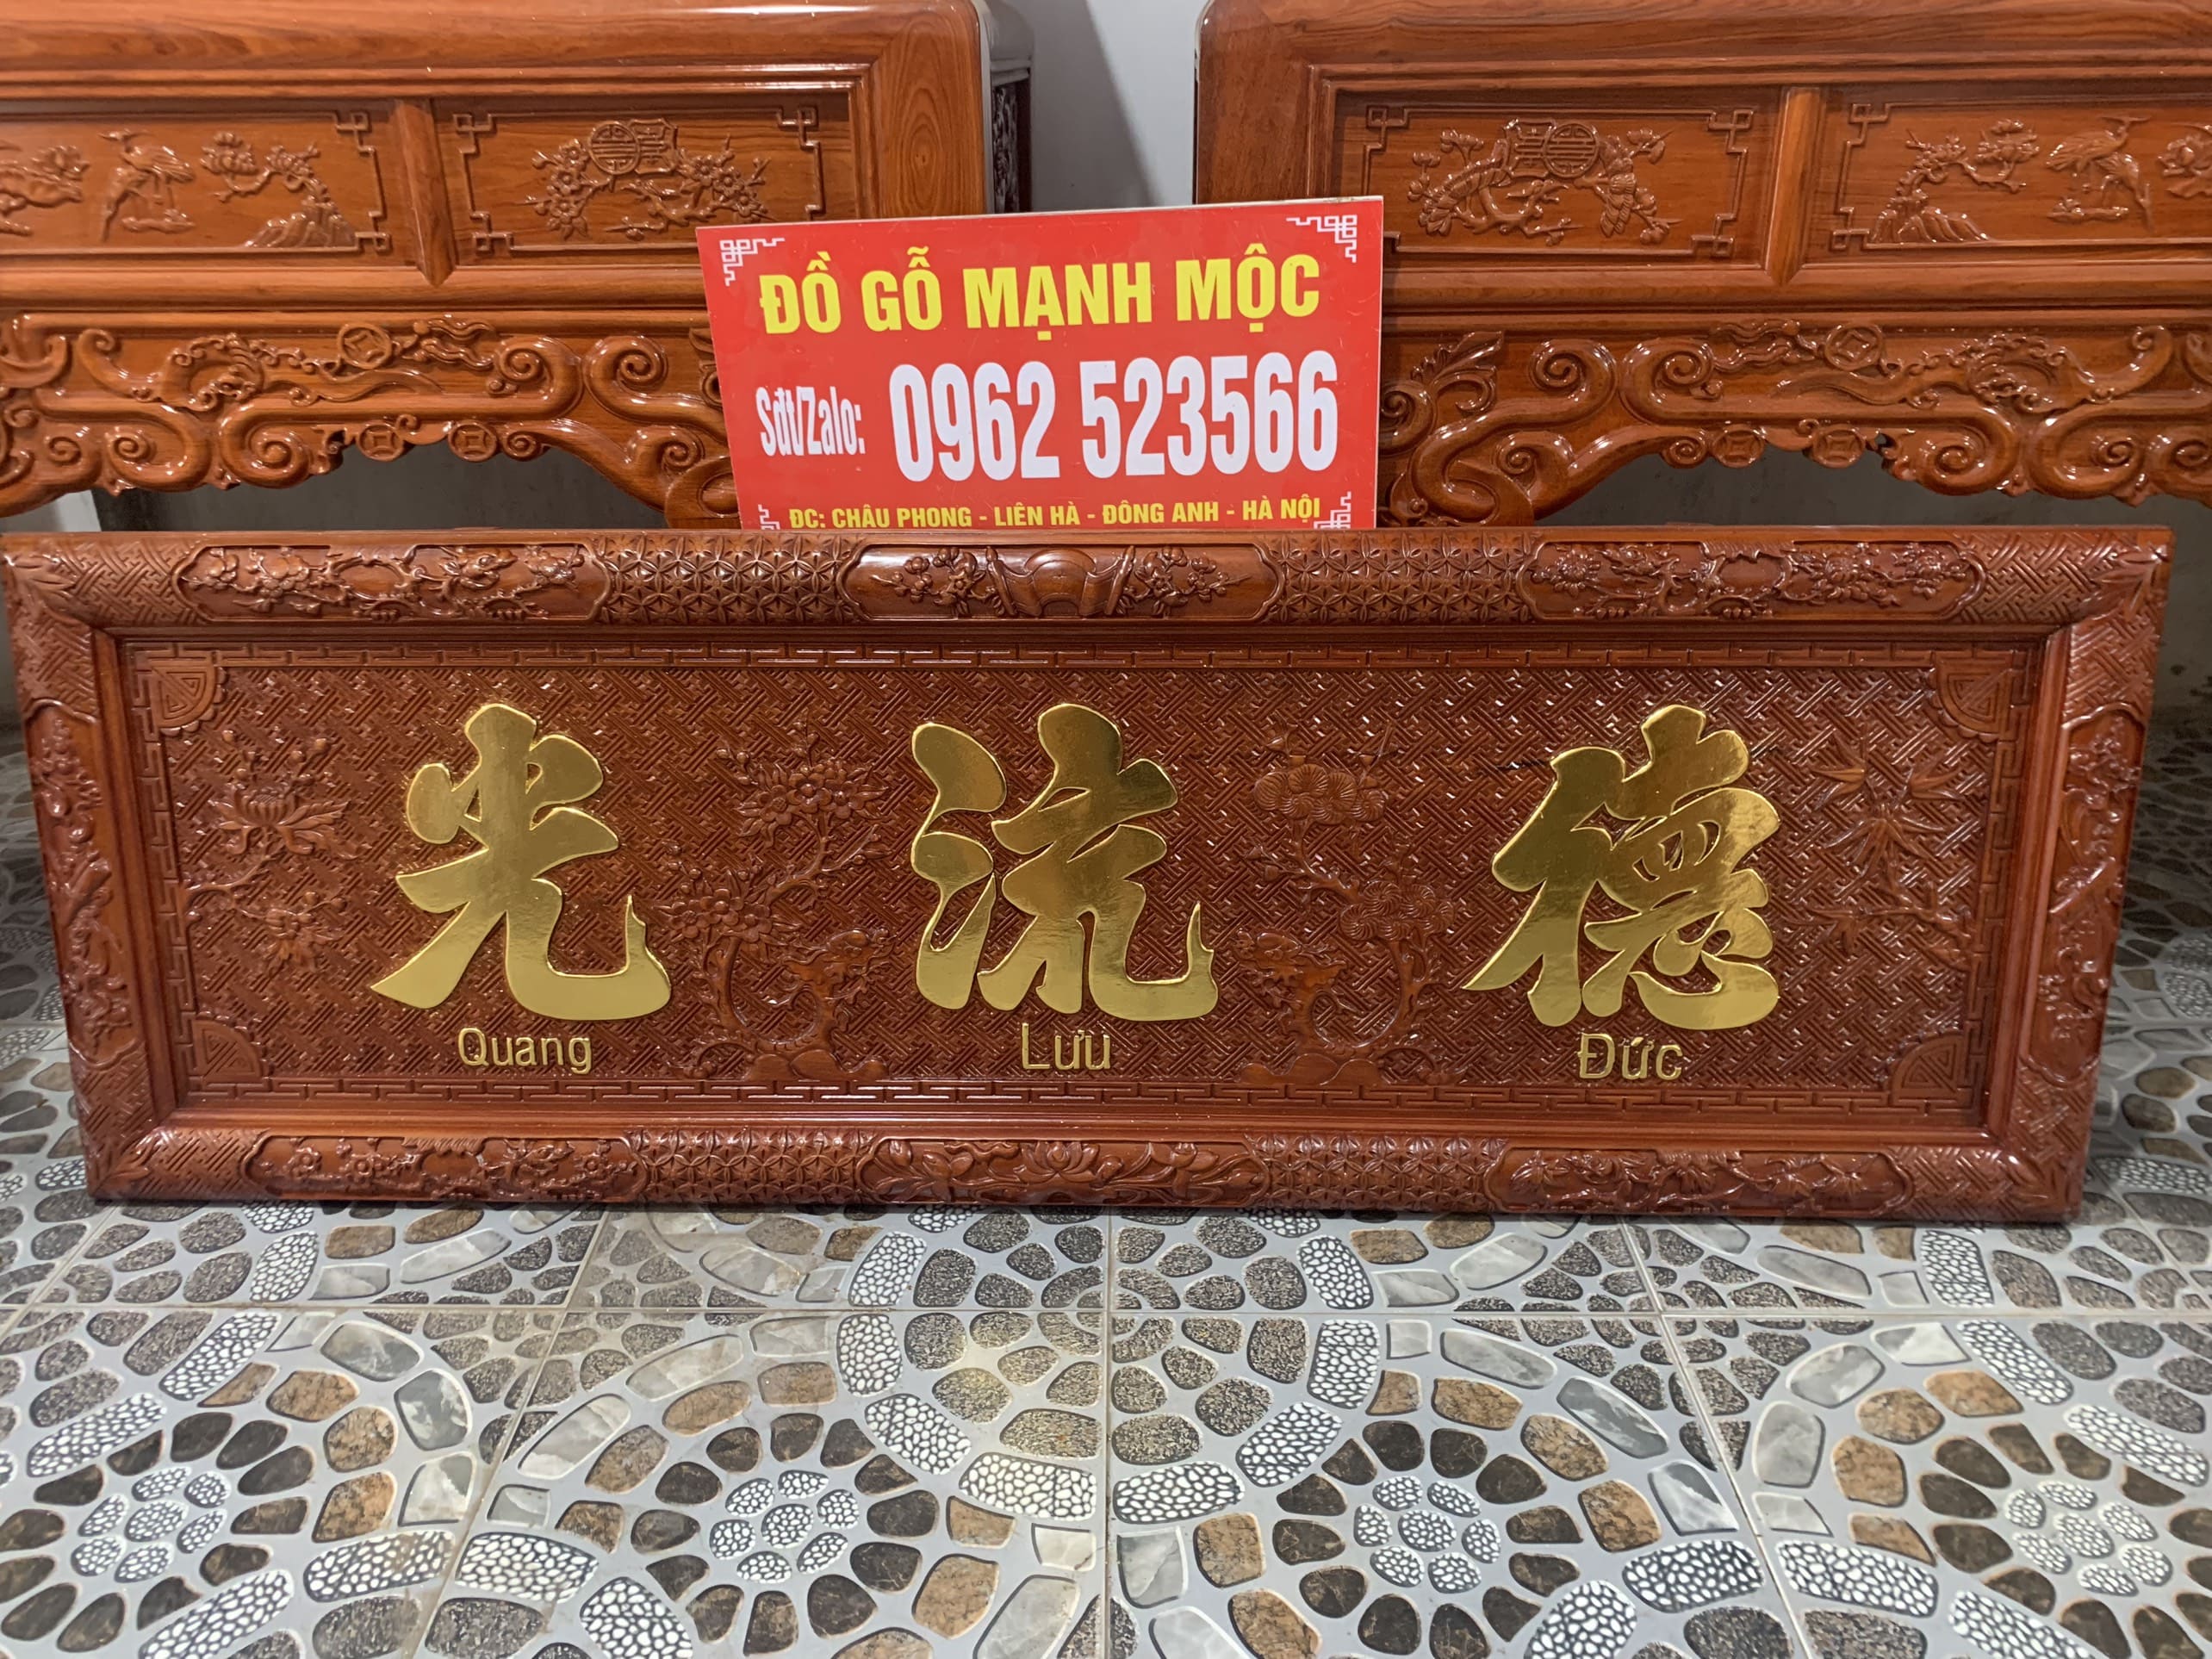 ĐỒ GỖ MẠNH MỘC
Sđt/Zalo: 0962 523566
ĐC: CHÂU PHONG - LIÊN HÀ - ĐÔNG ANH - HÀ NỘI
光 流 德
Quang Lưu Đức